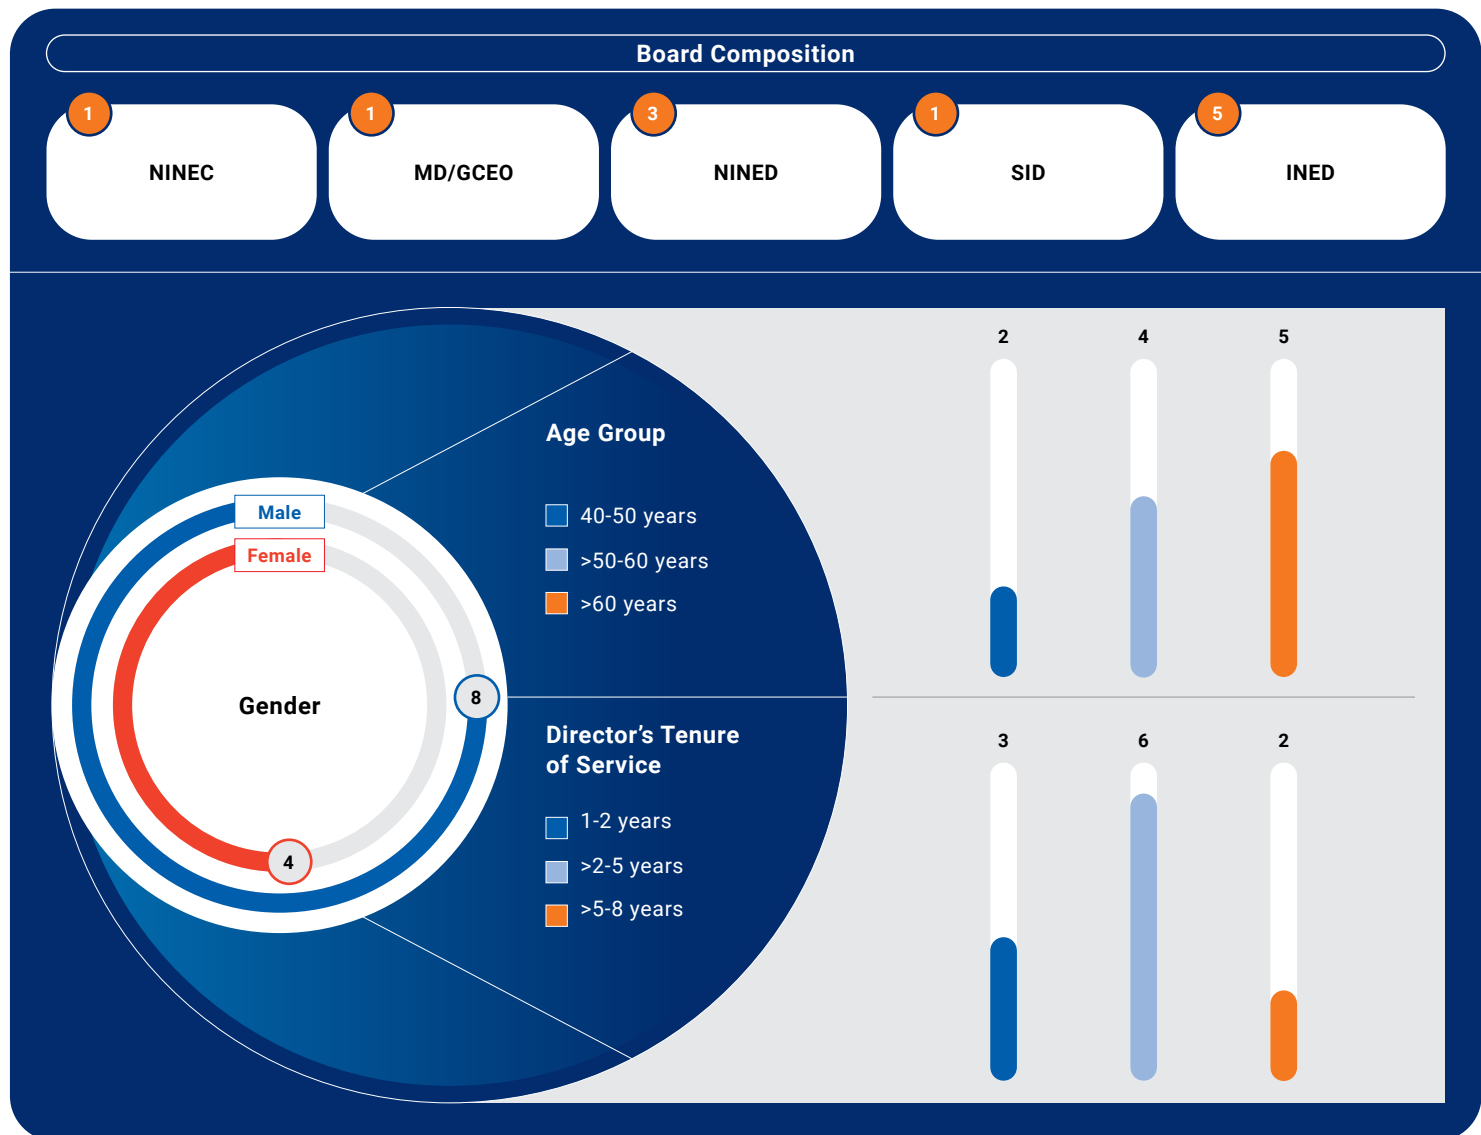 Board Composition
1
NINEC
1
MD/GCEO
3
NINED
1
SID
5
INED
Male
Female
Gender
8
4
Age Group
40-50 years
>50-60 years
>60 years
2
4
5
Director’s Tenure
of Service
1-2 years
>2-5 years
>5-8 years
3
6
2